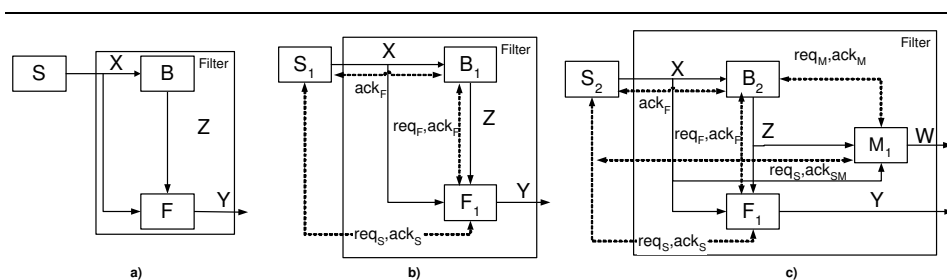 S
X
B
Filter
Z
F
Y
a)
S1
X
B1
Filter
ackF
reqF,ackF
Z
F1
Y
reqS,ackS
b)
Filter
S2
X
B2
reqM,ackM
ackF
reqF,ackF
Z
M1
W
reqS,ackSM
F1
Y
reqS,ackS
c)